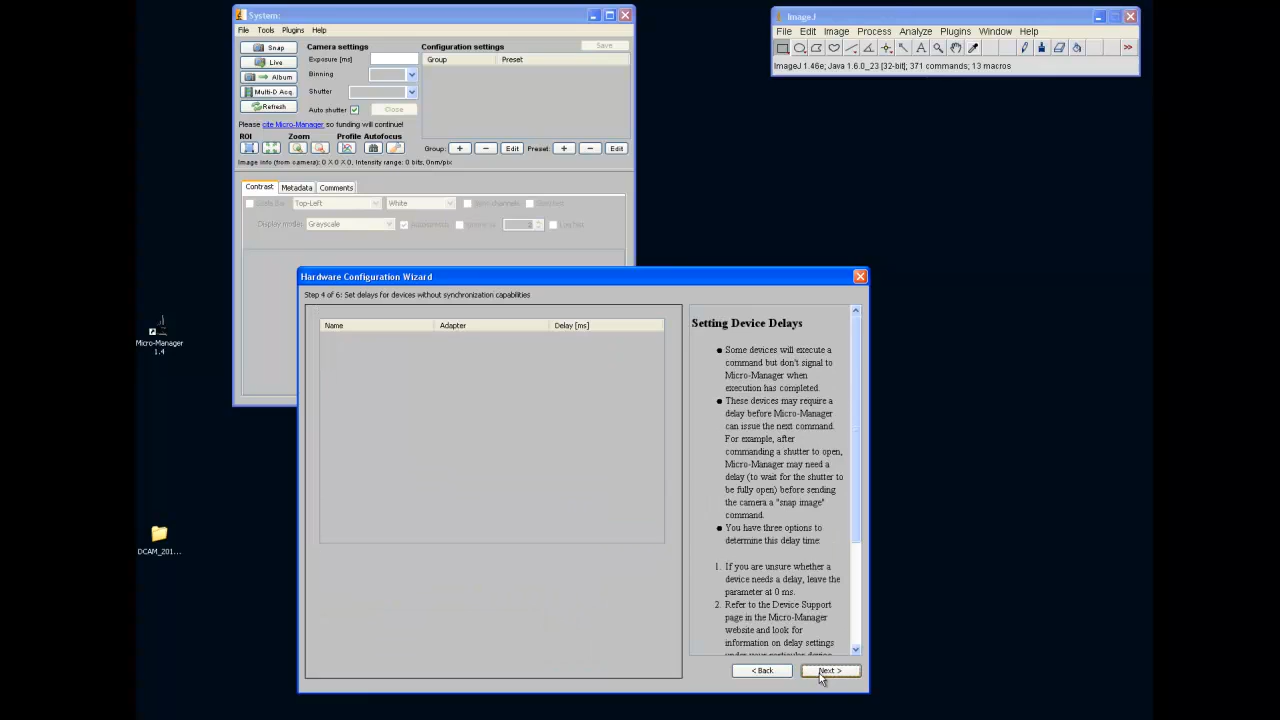 System:
File Tools Plugins Help
Snap
Live
Album
Multi-D Acq.
Refresh
Camera settings
Exposure [ms]
Binning
Shutter
Auto shutter
Close
Configuration settings
Save
Group Preset
Please cite Micro-Manager so funding will continue!
ROI Zoom Profile Autofocus
Group: + − Edit Preset: + − Edit
Image info (from camera): 0 X 0 X 0, Intensity range: 0 bits, 0nm/pix
Contrast Metadata Comments
Top-Left White
Display mode: Grayscale
ImageJ
File Edit Image Process Analyze Plugins Window Help
>>
ImageJ 1.46e; Java 1.6.0_23 [32-bit]; 371 commands; 13 macros
Micro-Manager
1.4
DCAM_201...
Hardware Configuration Wizard
Step 4 of 6: Set delays for devices without synchronization capabilities
Name Adapter Delay [ms]
Setting Device Delays
● Some devices will execute a
command but don't signal to
Micro-Manager when
execution has completed.
● These devices may require a
delay before Micro-Manager
can issue the next command.
For example, after
commanding a shutter to open,
Micro-Manager may need a
delay (to wait for the shutter to
be fully open) before sending
the camera a "snap image"
command.
● You have three options to
determine this delay time:
1. If you are unsure whether a
device needs a delay, leave the
parameter at 0 ms.
2. Refer to the Device Support
page in the Micro-Manager
website and look for
information on delay settings
under your particular device
< Back Next >